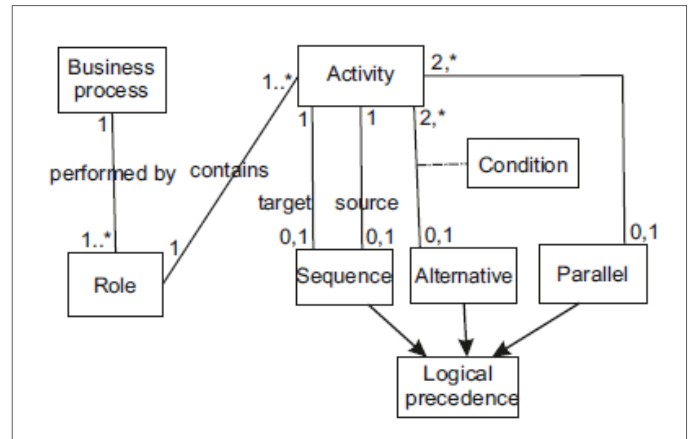 Business
process
Activity
1..*
2,*
1
1
1
2,*
performed by
contains
Condition
target
source
1..*
1
0,1
0,1
0,1
0,1
Role
Sequence
Alternative
Parallel
Logical
precedence